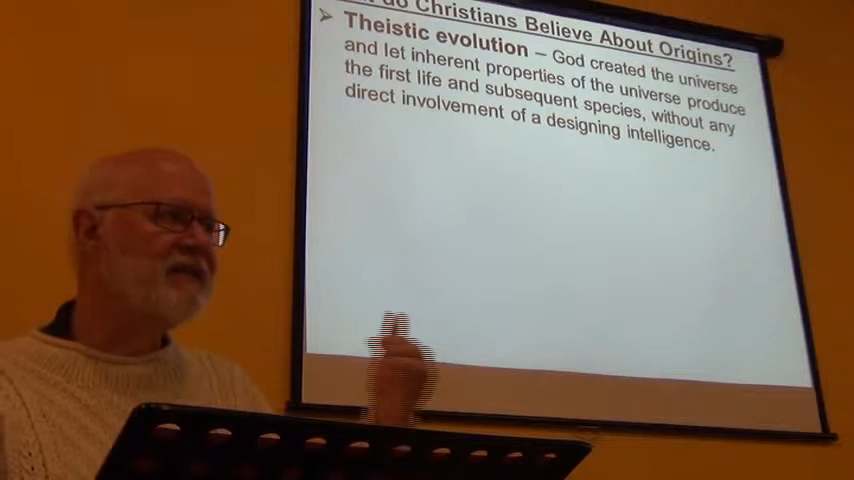 do Christians Believe About Origins?
➢ Theistic evolution – God created the universe
and let inherent properties of the universe produce
the first life and subsequent species, without any
direct involvement of a designing intelligence.